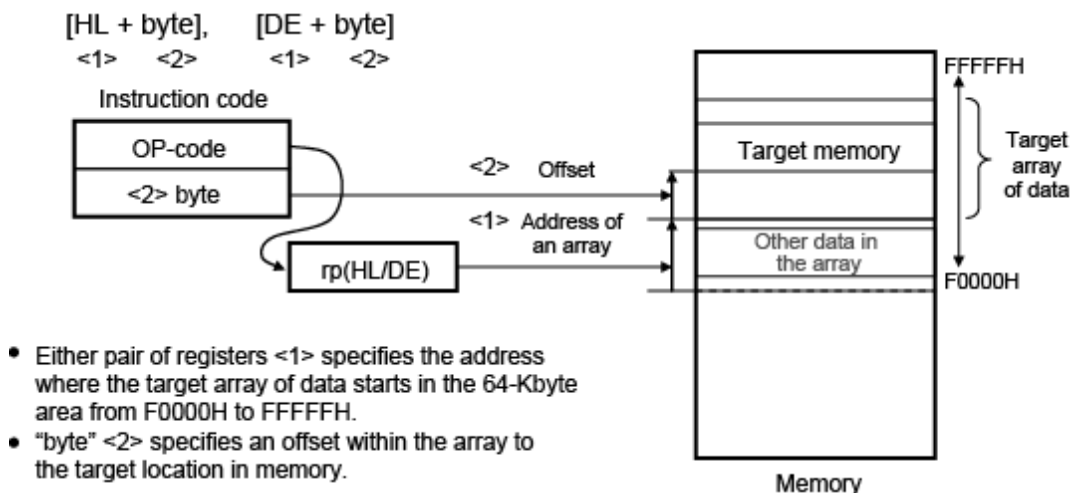 [HL + byte], [DE + byte]
<1> <2> <1> <2>
Instruction code
OP-code
<2> byte
<2> Offset
<1> Address of
an array
rp(HL/DE)
FFFFFH
Target memory
Target
array
of data
Other data in
the array
F0000H
• Either pair of registers <1> specifies the address
where the target array of data starts in the 64-Kbyte
area from F0000H to FFFFFH.
• “byte” <2> specifies an offset within the array to
the target location in memory.
Memory